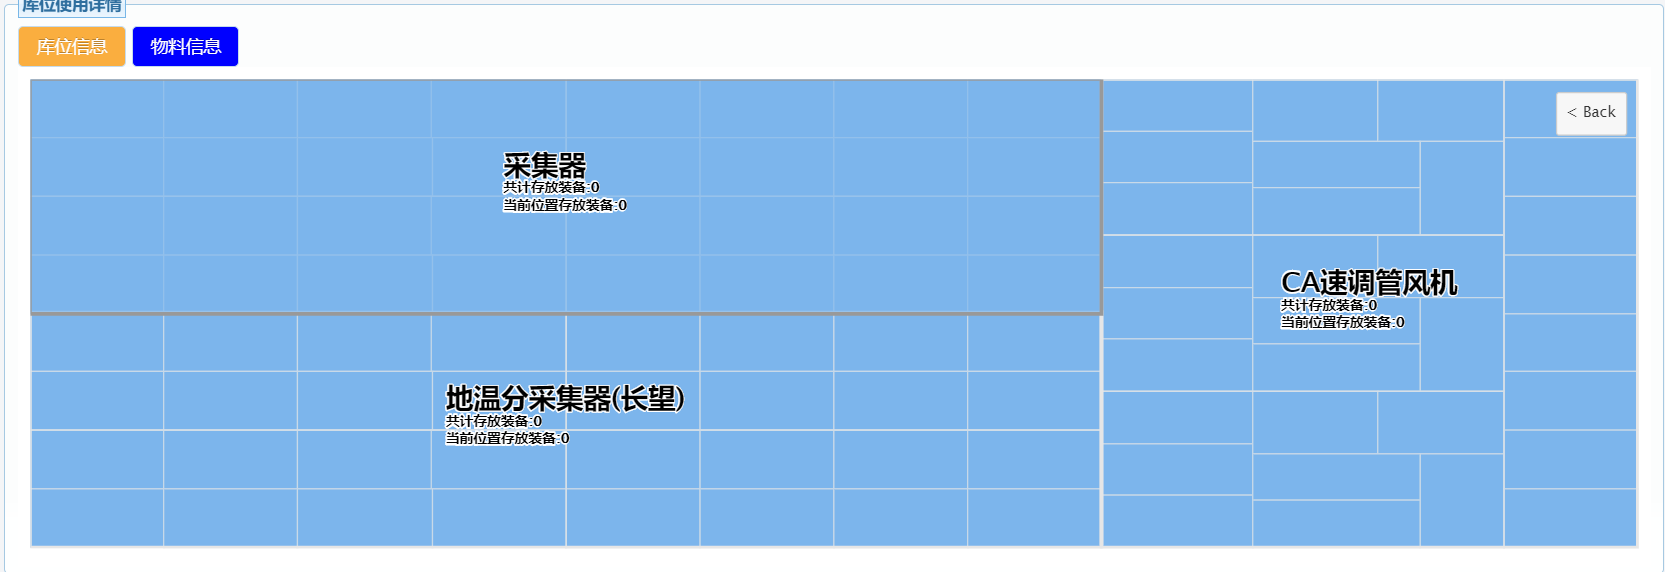 库位使用详情
库位信息
物料信息
< Back
采集器
共计存放装备:0
当前位置存放装备:0
CA速调管风机
共计存放装备:0
当前位置存放装备:0
地温分采集器(长望)
共计存放装备:0
当前位置存放装备:0